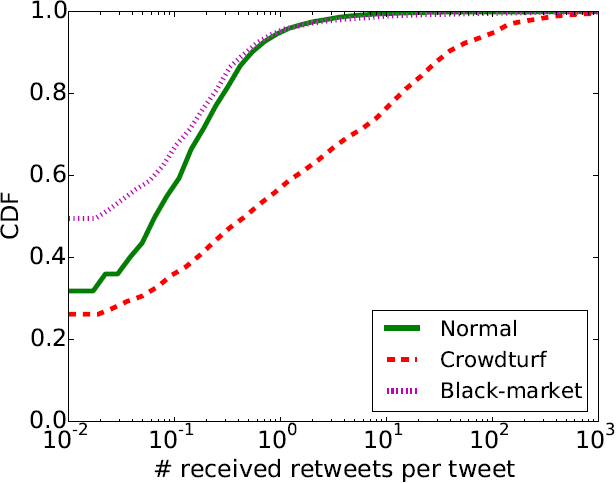 1.0
0.8
0.6
0.4
0.2
0.0
CDF
10^-2 10^-1 10^0 10^1 10^2 10^3
# received retweets per tweet
Normal
Crowdturf
Black-market